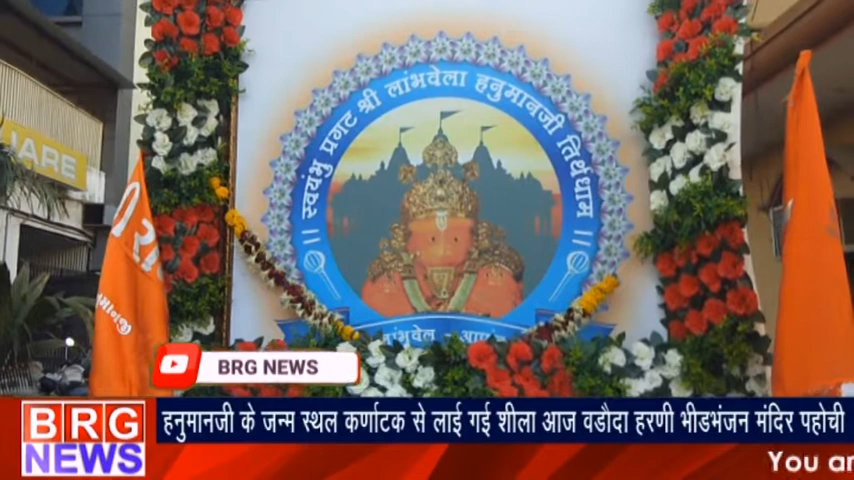 || स्वयंभु प्रगट श्री लांभवेला हनुमानजी तिर्थधाम ||
BRG NEWS
BRG
NEWS
हनुमानजी के जन्म स्थल कर्णाटक से लाई गई शीला आज वडौदा हरणी भीडभंजन मंदिर पहोची
You ar